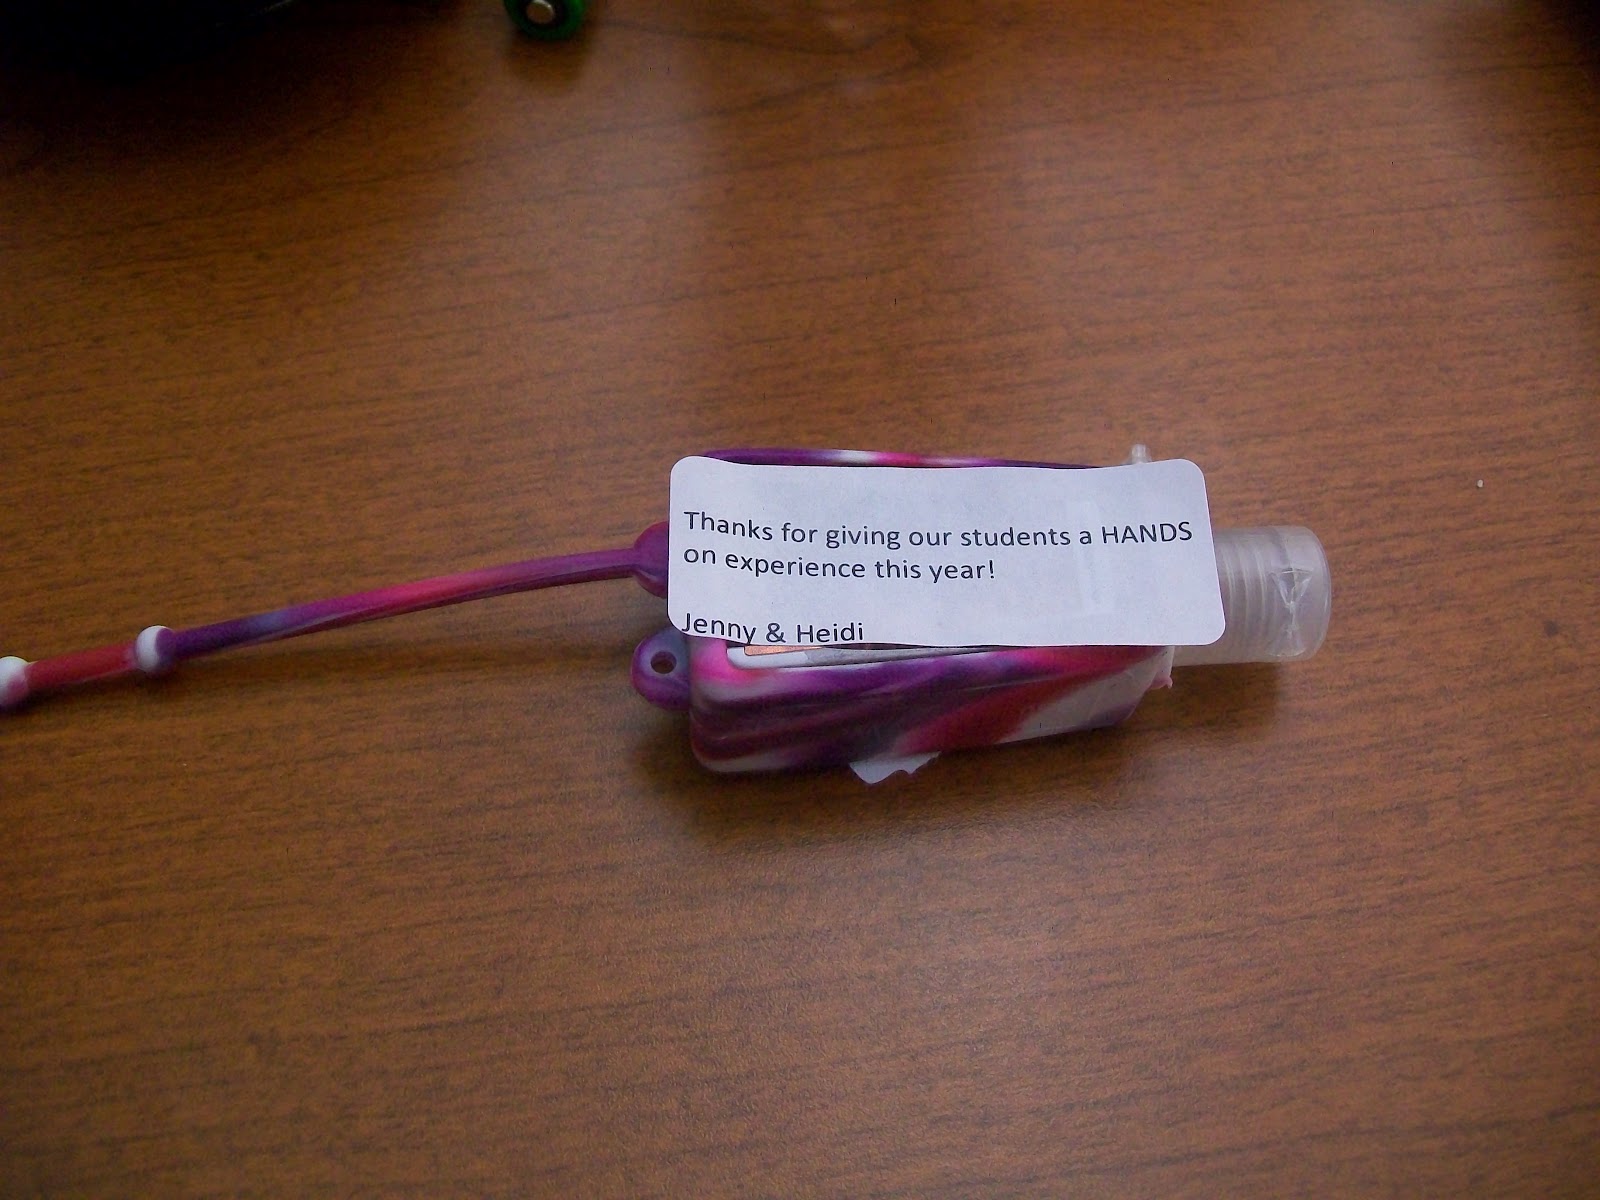 Thanks for giving our students a HANDS
on experience this year!
Jenny & Heidi